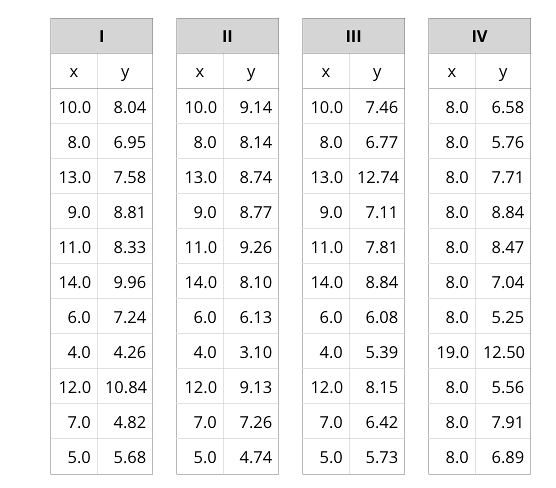 I II III IV
x y x y x y x y
10.0 8.04 10.0 9.14 10.0 7.46 8.0 6.58
8.0 6.95 8.0 8.14 8.0 6.77 8.0 5.76
13.0 7.58 13.0 8.74 13.0 12.74 8.0 7.71
9.0 8.81 9.0 8.77 9.0 7.11 8.0 8.84
11.0 8.33 11.0 9.26 11.0 7.81 8.0 8.47
14.0 9.96 14.0 8.10 14.0 8.84 8.0 7.04
6.0 7.24 6.0 6.13 6.0 6.08 8.0 5.25
4.0 4.26 4.0 3.10 4.0 5.39 19.0 12.50
12.0 10.84 12.0 9.13 12.0 8.15 8.0 5.56
7.0 4.82 7.0 7.26 7.0 6.42 8.0 7.91
5.0 5.68 5.0 4.74 5.0 5.73 8.0 6.89